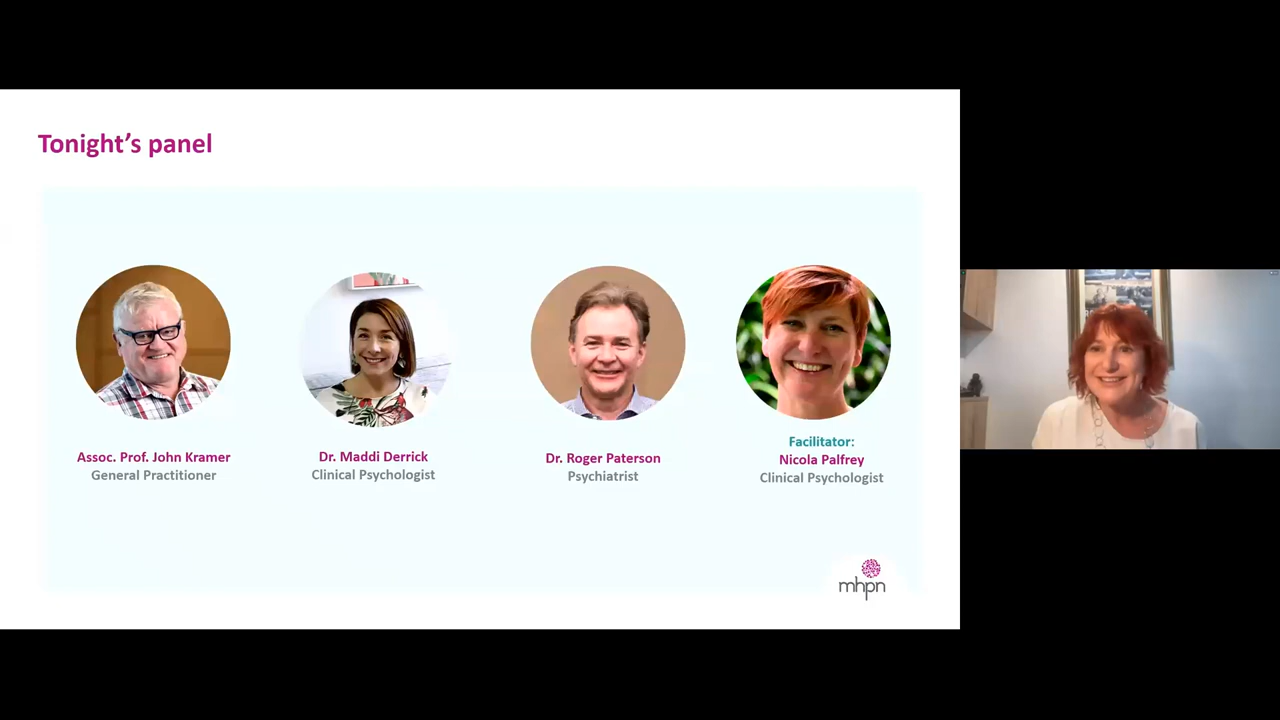 Tonight's panel
Assoc. Prof. John Kramer
General Practitioner
Dr. Maddi Derrick
Clinical Psychologist
Dr. Roger Paterson
Psychiatrist
Facilitator:
Nicola Palfrey
Clinical Psychologist
mhpn